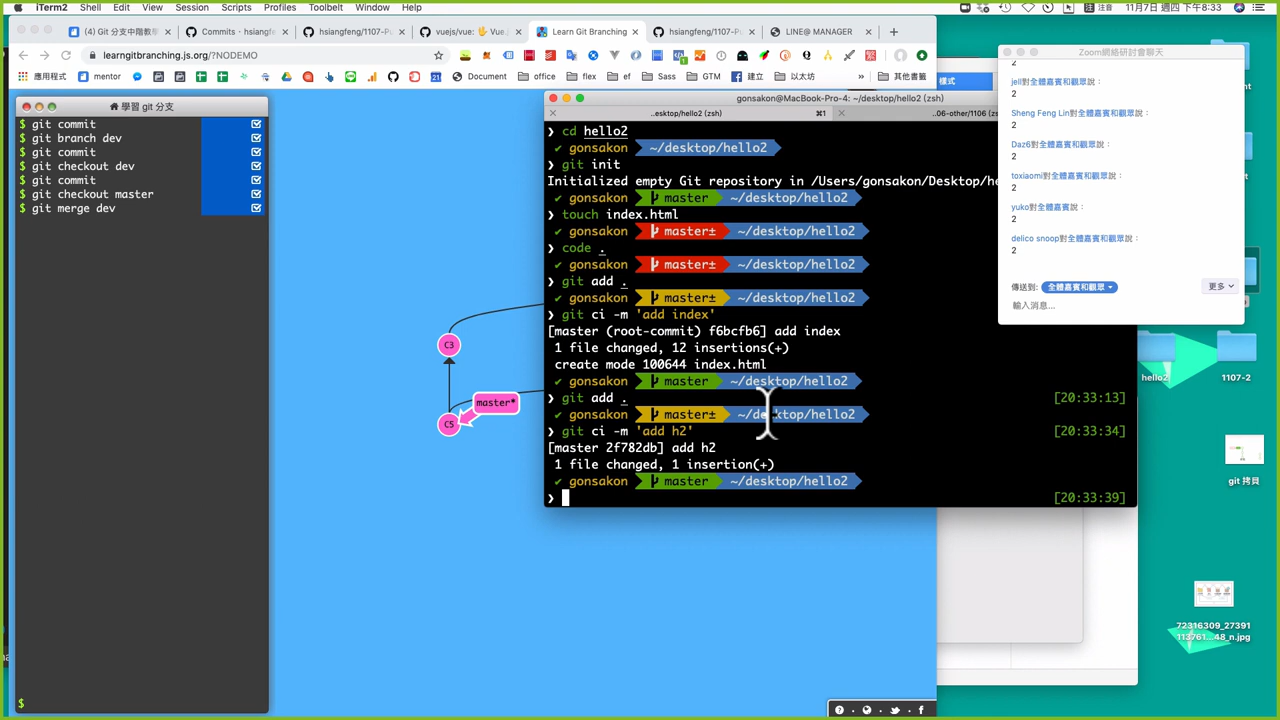 iTerm2 Shell Edit View Session Scripts Profiles Toolbelt Window Help 注音 11月7日週四 下午8:33
(4) Git 分支中階教學 Commits · hsiangf hsiangfeng/1107-P vuejs/vue: 🖖 Vue. Learn Git Branching hsiangfeng/1107-P LINE@ MANAGER
learngitbranching.js.org/?NODEMO
應用程式 mentor Document office flex ef Sass GTM 建立 以太坊 » 其他書籤
學習 git 分支
$ git commit
$ git branch dev
$ git commit
$ git checkout dev
$ git commit
$ git checkout master
$ git merge dev
$
C3
master*
C5
gonsakon@MacBook-Pro-4: ~/desktop/hello2 (zsh)
..esktop/hello2 (zsh) ⌘1 ..06-other/1106 (zs
❯ cd hello2
✔ gonsakon ~/desktop/hello2
❯ git init
Initialized empty Git repository in /Users/gonsakon/Desktop/he
✔ gonsakon master ~/desktop/hello2
❯ touch index.html
✔ gonsakon master± ~/desktop/hello2
❯ code .
✔ gonsakon master± ~/desktop/hello2
❯ git add .
✔ gonsakon master± ~/desktop/hello2
❯ git ci -m 'add index'
[master (root-commit) f6bcfb6] add index
1 file changed, 12 insertions(+)
create mode 100644 index.html
✔ gonsakon master ~/desktop/hello2
❯ git add . [20:33:13]
✔ gonsakon master± ~/desktop/hello2
❯ git ci -m 'add h2' [20:33:34]
[master 2f782db] add h2
1 file changed, 1 insertion(+)
✔ gonsakon master ~/desktop/hello2
❯ [20:33:39]
Zoom網絡研討會聊天
2
jell對全體嘉賓和觀眾說：
2
Sheng Feng Lin對全體嘉賓和觀眾說：
2
Daz6對全體嘉賓和觀眾說：
2
toxiaomi對全體嘉賓和觀眾說：
2
yuko對全體嘉賓和觀眾說：
2
delico snoop對全體嘉賓和觀眾說：
2
傳送到: 全體嘉賓和觀眾 更多
輸入消息...
樣式
hello2
1107-2
git 拷貝
72316309_27391
113761...48_n.jpg